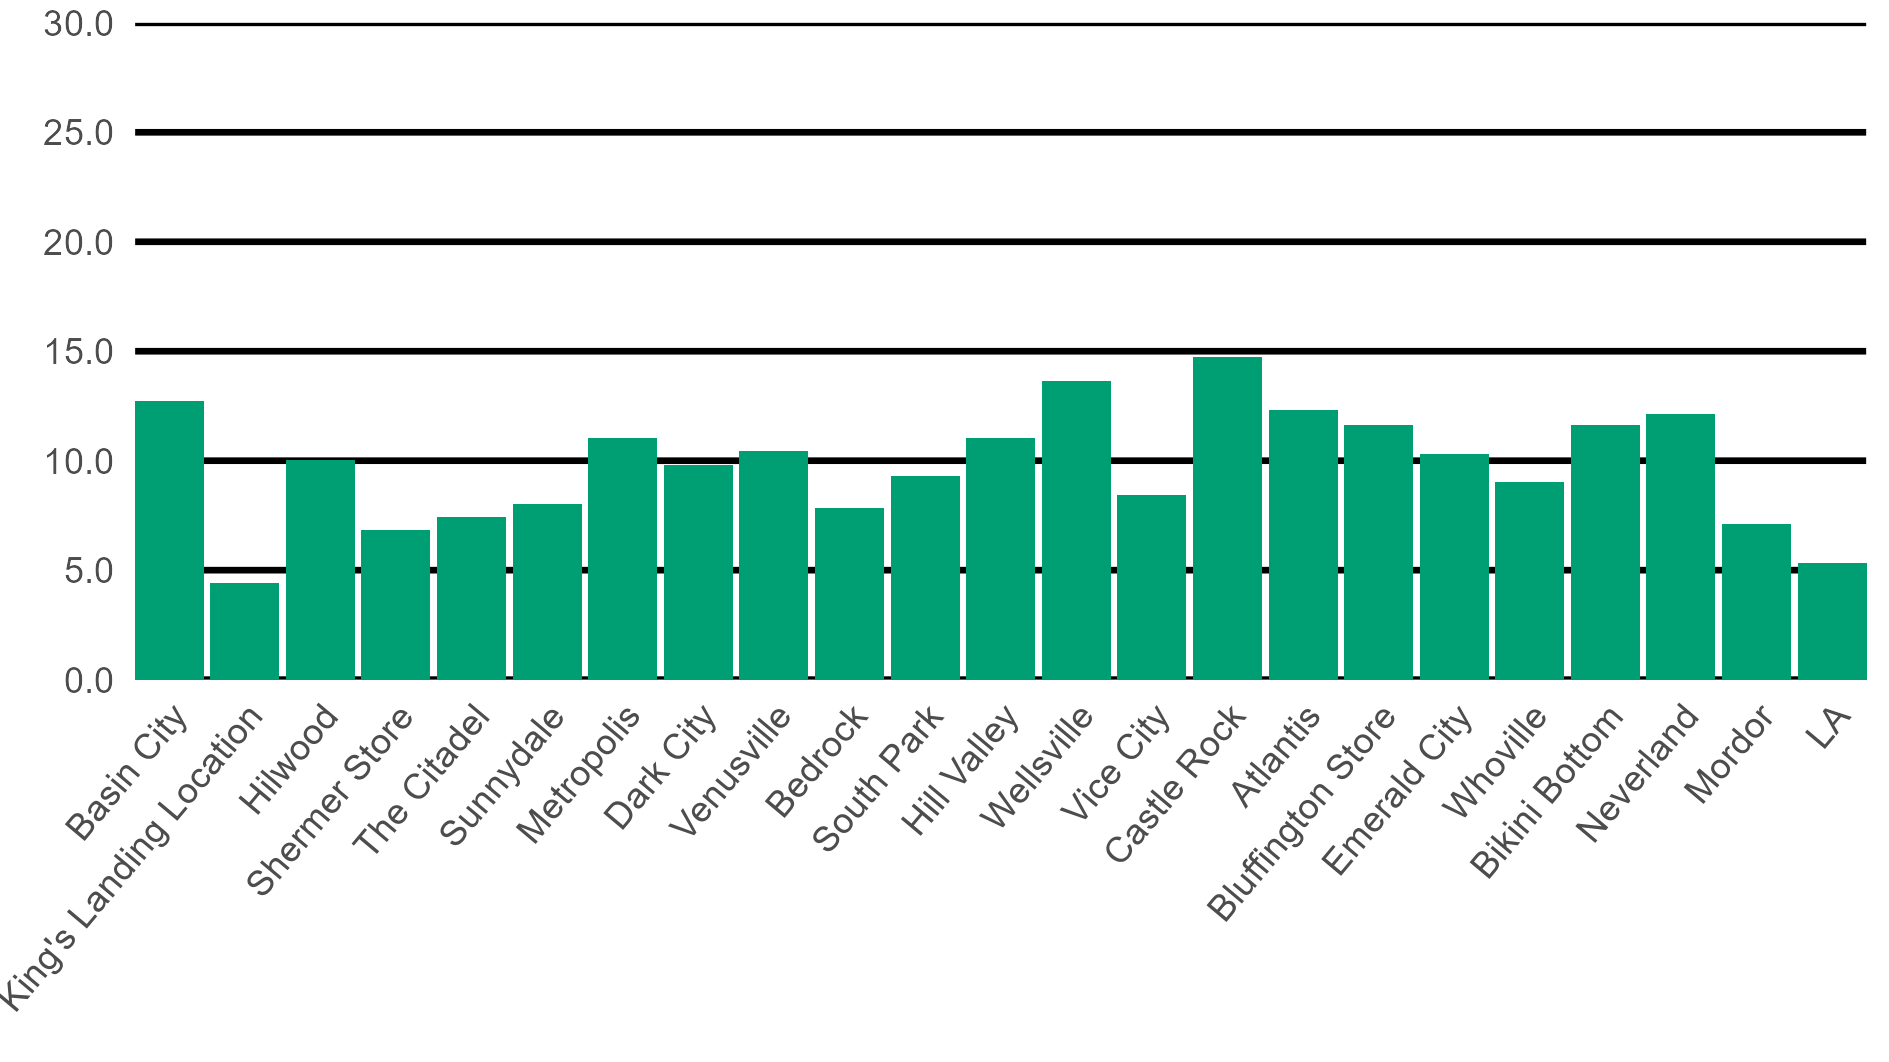 30.0
25.0
20.0
15.0
10.0
5.0
0.0
Basin City
King's Landing Location
Hilwood
Shermer Store
The Citadel
Sunnydale
Metropolis
Dark City
Venusville
Bedrock
South Park
Hill Valley
Wellsville
Vice City
Castle Rock
Atlantis
Bluffington Store
Emerald City
Whoville
Bikini Bottom
Neverland
Mordor
LA